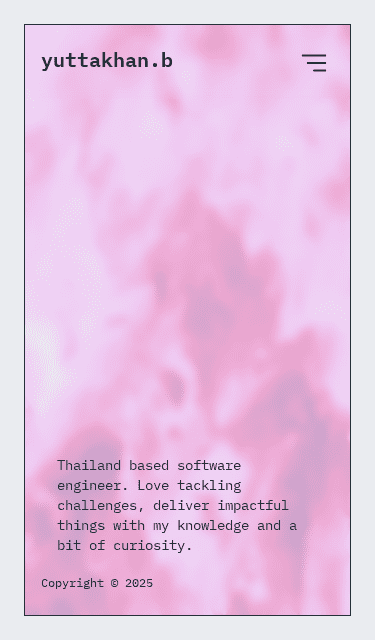 yuttakhan.b
Thailand based software
engineer. Love tackling
challenges, deliver impactful
things with my knowledge and a
bit of curiosity.
Copyright © 2025